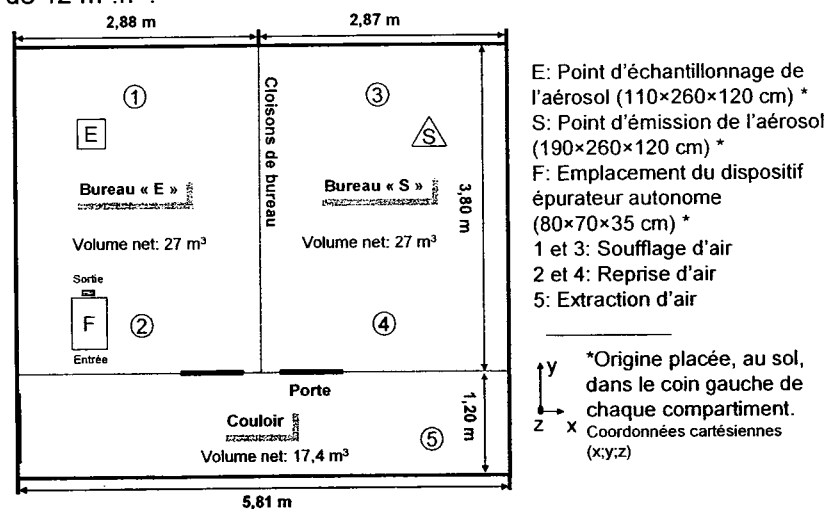 2,88 m
2,87 m
①
③
E
S
Cloisons de bureau
Bureau « E »
Bureau « S »
3,80 m
Volume net: 27 m³
Volume net: 27 m³
Sortie
F
②
④
Entrée
Porte
Couloir
1,20 m
⑤
Volume net: 17,4 m³
5,81 m
E: Point d'échantillonnage de
l'aérosol (110×260×120 cm) *
S: Point d'émission de l'aérosol
(190×260×120 cm) *
F: Emplacement du dispositif
épurateur autonome
(80×70×35 cm) *
1 et 3: Soufflage d'air
2 et 4: Reprise d'air
5: Extraction d'air
y
z
x
*Origine placée, au sol,
dans le coin gauche de
chaque compartiment.
Coordonnées cartésiennes
(x;y;z)